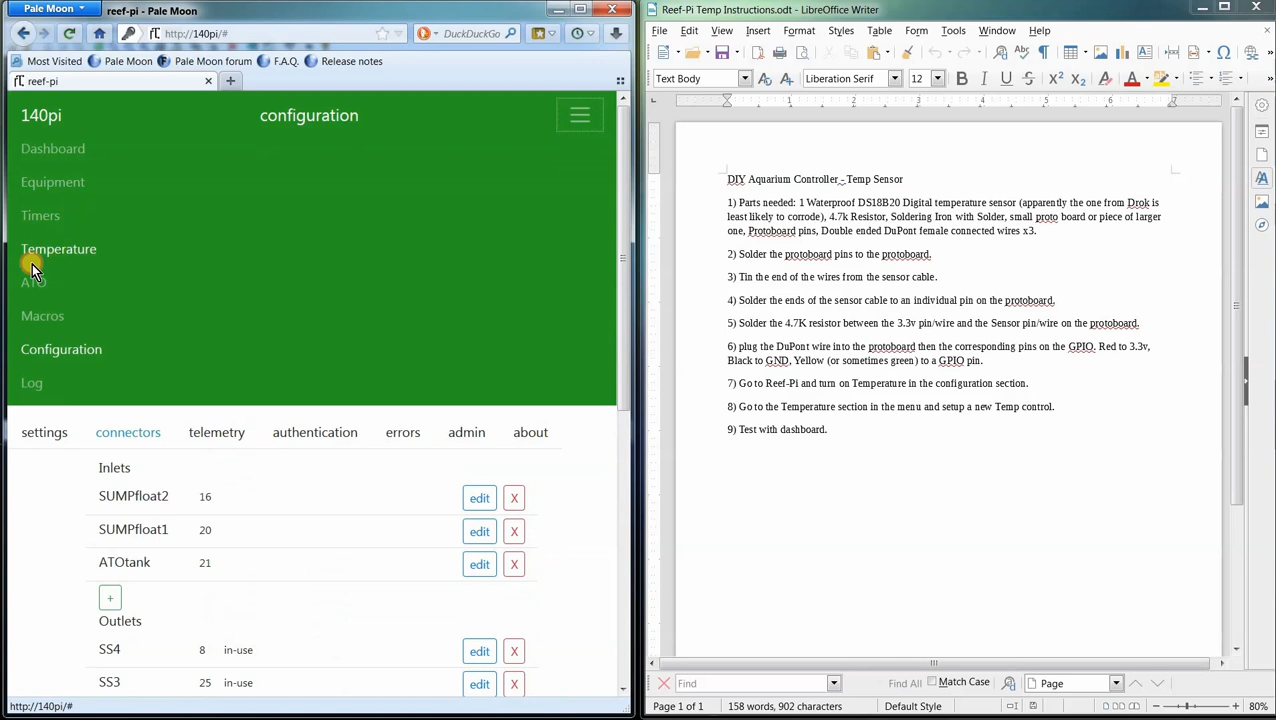 Pale Moon
reef-pi - Pale Moon
http://140pi/#
DuckDuckGo
Most Visited
Pale Moon
Pale Moon forum
F.A.Q.
Release notes
reef-pi
140pi
configuration
Dashboard
Equipment
Timers
Temperature
ATO
Macros
Configuration
Log
settings connectors telemetry authentication errors admin about
Inlets
SUMPfloat2 16 edit X
SUMPfloat1 20 edit X
ATOtank 21 edit X
+
Outlets
SS4 8 in-use edit X
SS3 25 in-use edit X
http://140pi/#
Reef-Pi Temp Instructions.odt - LibreOffice Writer
File Edit View Insert Format Styles Table Form Tools Window Help
Text Body Liberation Serif 12
1 2 3 4 5 6 7
DIY Aquarium Controller - Temp Sensor
1) Parts needed: 1 Waterproof DS18B20 Digital temperature sensor (apparently the one from Drok is
least likely to corrode), 4.7k Resistor, Soldering Iron with Solder, small proto board or piece of larger
one, Protoboard pins, Double ended DuPont female connected wires x3.
2) Solder the protoboard pins to the protoboard.
3) Tin the end of the wires from the sensor cable.
4) Solder the ends of the sensor cable to an individual pin on the protoboard.
5) Solder the 4.7K resistor between the 3.3v pin/wire and the Sensor pin/wire on the protoboard.
6) plug the DuPont wire into the protoboard then the corresponding pins on the GPIO. Red to 3.3v,
Black to GND, Yellow (or sometimes green) to a GPIO pin.
7) Go to Reef-Pi and turn on Temperature in the configuration section.
8) Go to the Temperature section in the menu and setup a new Temp control.
9) Test with dashboard.
Find Find All Match Case Page
Page 1 of 1 158 words, 902 characters Default Style 80%